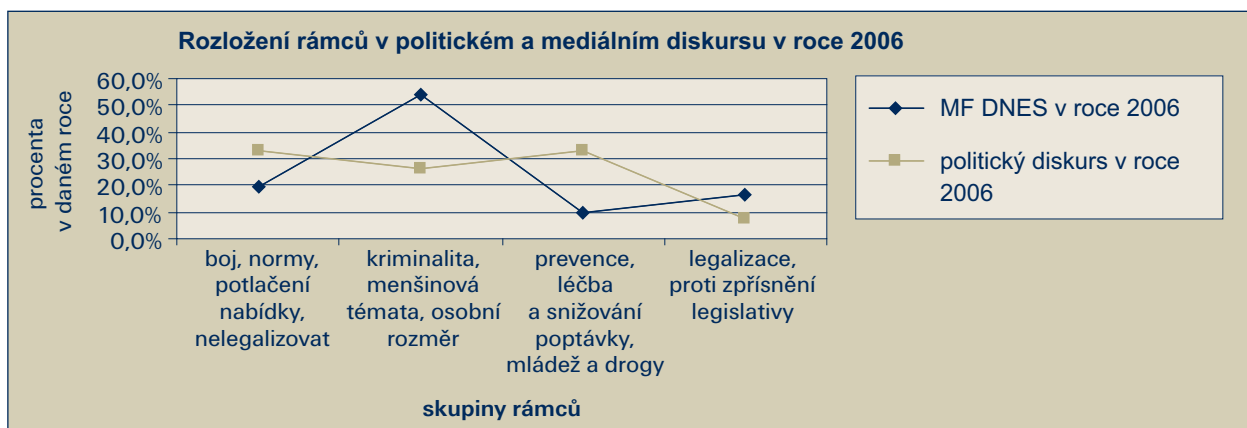 Rozložení rámců v politickém a mediálním diskursu v roce 2006
procenta
v daném roce
60,0%
50,0%
40,0%
30,0%
20,0%
10,0%
0,0%
boj, normy,
potlačení
nabídky,
nelegalizovat
kriminalita,
menšinová
témata, osobní
rozměr
prevence,
léčba
a snižování
poptávky,
mládež a drogy
legalizace,
proti zpřísnění
legislativy
skupiny rámců
MF DNES v roce 2006
politický diskurs v roce
2006